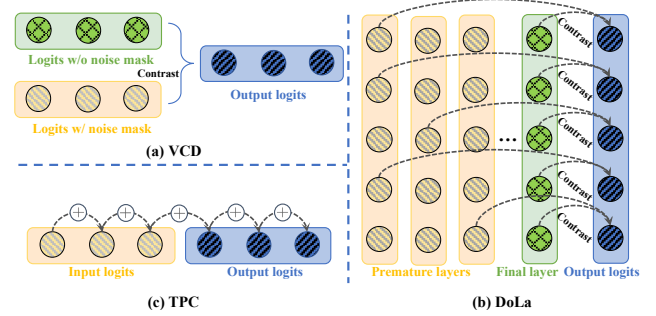 Logits w/o noise mask
Contrast
Output logits
Logits w/ noise mask
(a) VCD
Input logits
Output logits
(c) TPC
Contrast
Contrast
Contrast
Contrast
Contrast
...
Premature layers
Final layer
Output logits
(b) DoLa